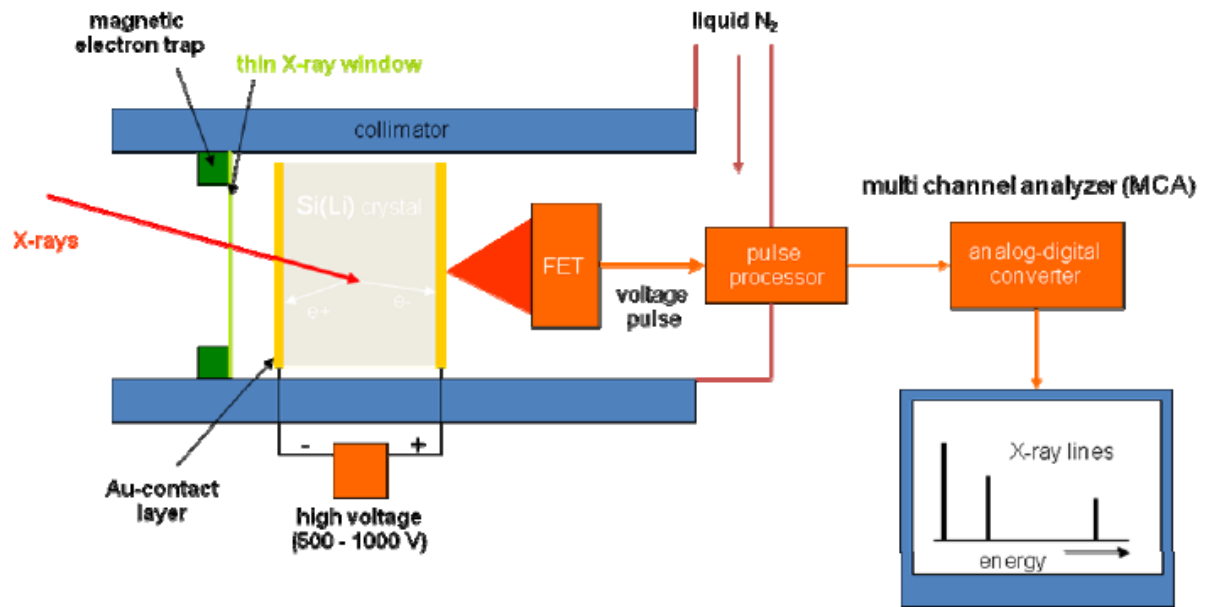 magnetic
electron trap
thin X-ray window
liquid N₂
collimator
multi channel analyzer (MCA)
Si(Li) crystal
X-rays
FET
pulse
processor
analog-digital
converter
e+
e-
voltage
pulse
- +
Au-contact
layer
high voltage
(500 - 1000 V)
X-ray lines
energy